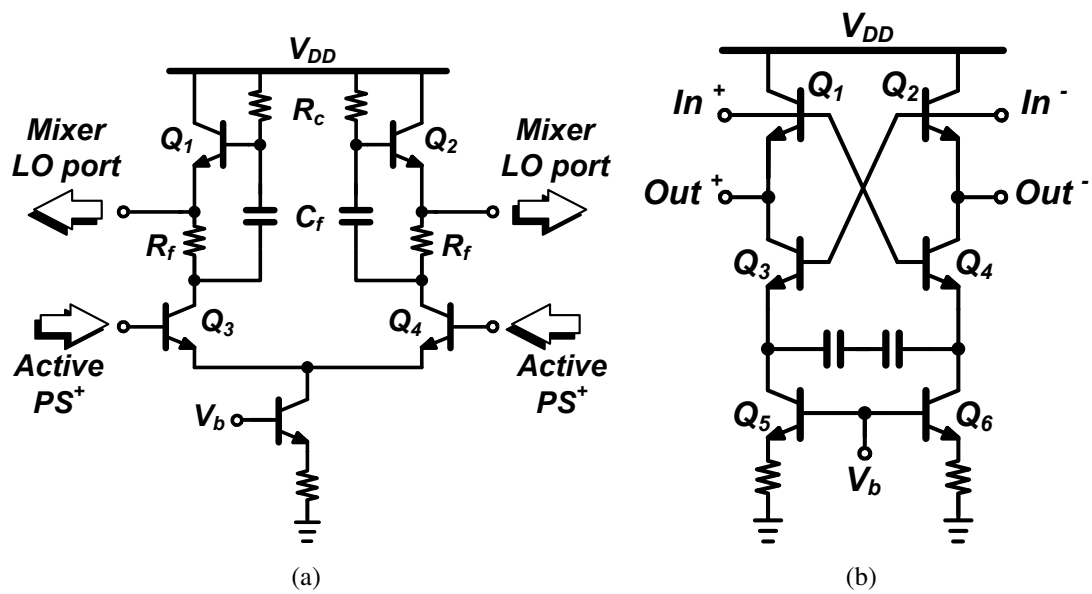 V_DD
Q_1
R_c
Q_2
Mixer
LO port
Mixer
LO port
R_f
C_f
R_f
Q_3
Q_4
Active
PS^+
Active
PS^+
V_b
(a)
V_DD
In^+
Q_1
Q_2
In^-
Out^+
Out^-
Q_3
Q_4
Q_5
Q_6
V_b
(b)